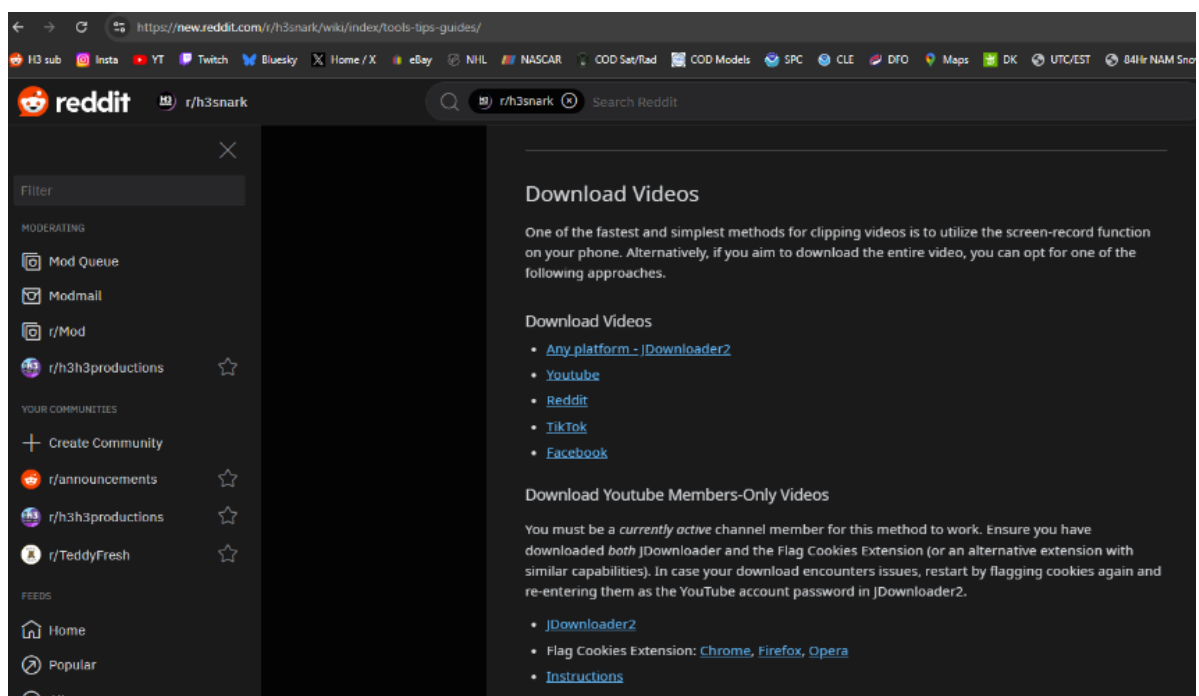 https://new.reddit.com/r/h3snark/wiki/index/tools-tips-guides/
H3 sub Insta YT Twitch Bluesky Home / X eBay NHL NASCAR COD Sat/Rad COD Models SPC CLE DFO Maps DK UTC/EST 84Hr NAM Sno
reddit r/h3snark r/h3snark Search Reddit
Filter
MODERATING
Mod Queue
Modmail
r/Mod
r/h3h3productions
YOUR COMMUNITIES
Create Community
r/announcements
r/h3h3productions
r/TeddyFresh
FEEDS
Home
Popular
Download Videos
One of the fastest and simplest methods for clipping videos is to utilize the screen-record function
on your phone. Alternatively, if you aim to download the entire video, you can opt for one of the
following approaches.
Download Videos
• Any platform - JDownloader2
• Youtube
• Reddit
• TikTok
• Facebook
Download Youtube Members-Only Videos
You must be a currently active channel member for this method to work. Ensure you have
downloaded both JDownloader and the Flag Cookies Extension (or an alternative extension with
similar capabilities). In case your download encounters issues, restart by flagging cookies again and
re-entering them as the YouTube account password in JDownloader2.
• JDownloader2
• Flag Cookies Extension: Chrome, Firefox, Opera
• Instructions